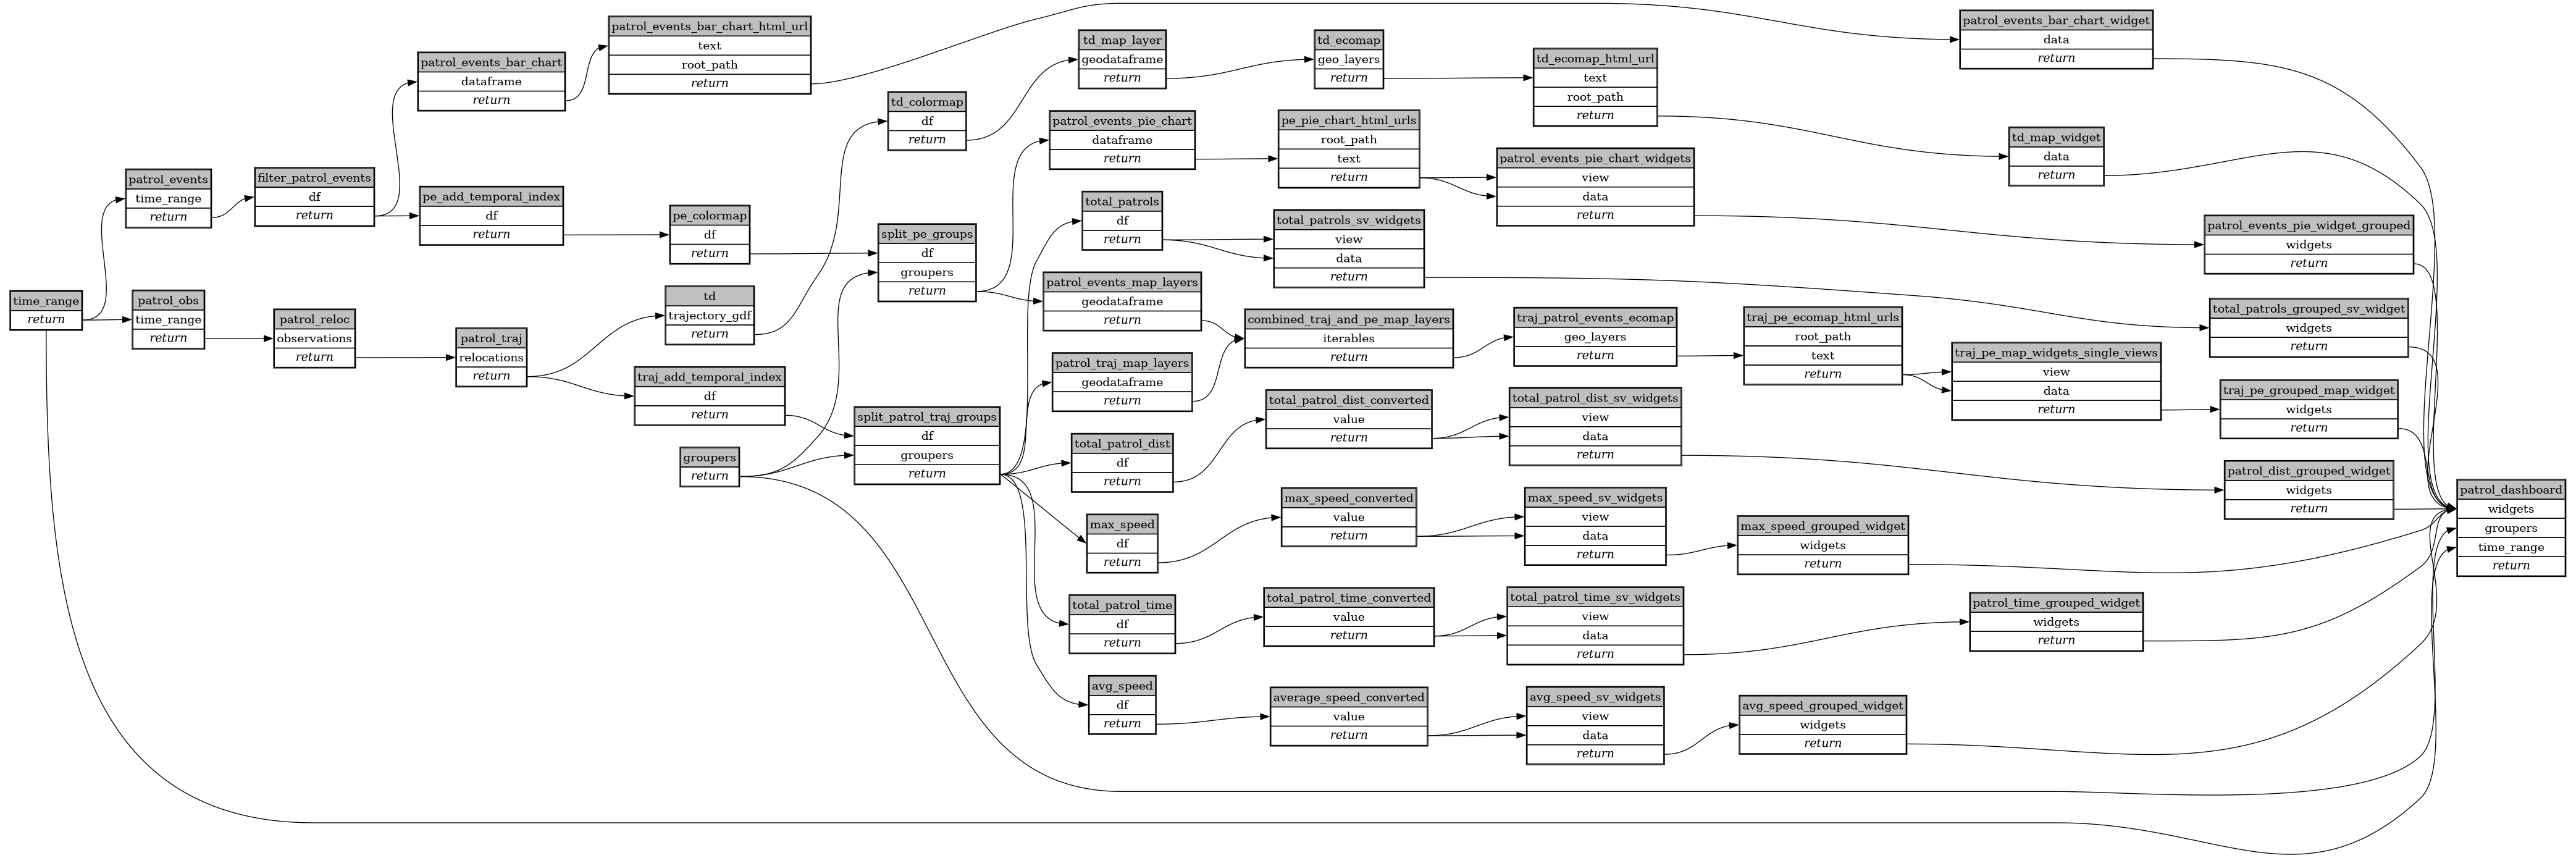 time_range
return
patrol_events
time_range
return
patrol_obs
time_range
return
filter_patrol_events
df
return
patrol_reloc
observations
return
patrol_events_bar_chart
dataframe
return
pe_add_temporal_index
df
return
patrol_traj
relocations
return
patrol_events_bar_chart_html_url
text
root_path
return
pe_colormap
df
return
td
trajectory_gdf
return
traj_add_temporal_index
df
return
groupers
return
td_colormap
df
return
split_pe_groups
df
groupers
return
split_patrol_traj_groups
df
groupers
return
td_map_layer
geodataframe
return
patrol_events_pie_chart
dataframe
return
total_patrols
df
return
patrol_events_map_layers
geodataframe
return
patrol_traj_map_layers
geodataframe
return
total_patrol_dist
df
return
max_speed
df
return
total_patrol_time
df
return
avg_speed
df
return
td_ecomap
geo_layers
return
pe_pie_chart_html_urls
root_path
text
return
total_patrols_sv_widgets
view
data
return
combined_traj_and_pe_map_layers
iterables
return
total_patrol_dist_converted
value
return
max_speed_converted
value
return
total_patrol_time_converted
value
return
average_speed_converted
value
return
td_ecomap_html_url
text
root_path
return
patrol_events_pie_chart_widgets
view
data
return
traj_patrol_events_ecomap
geo_layers
return
total_patrol_dist_sv_widgets
view
data
return
max_speed_sv_widgets
view
data
return
total_patrol_time_sv_widgets
view
data
return
avg_speed_sv_widgets
view
data
return
traj_pe_ecomap_html_urls
root_path
text
return
max_speed_grouped_widget
widgets
return
avg_speed_grouped_widget
widgets
return
patrol_events_bar_chart_widget
data
return
td_map_widget
data
return
traj_pe_map_widgets_single_views
view
data
return
patrol_time_grouped_widget
widgets
return
patrol_events_pie_widget_grouped
widgets
return
total_patrols_grouped_sv_widget
widgets
return
traj_pe_grouped_map_widget
widgets
return
patrol_dist_grouped_widget
widgets
return
patrol_dashboard
widgets
groupers
time_range
return